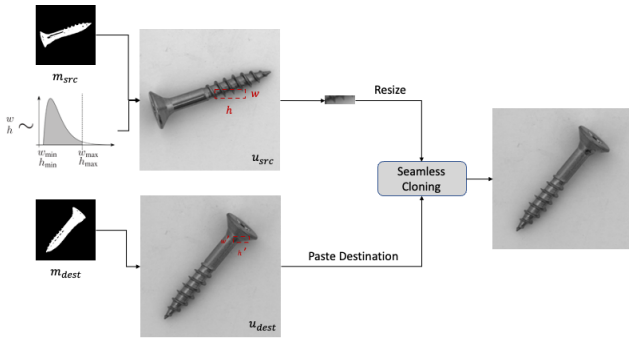 m_src
w
h
~
w_min
h_min
w_max
h_max
w
h
u_src
Resize
Seamless
Cloning
m_dest
h'
u_dest
Paste Destination